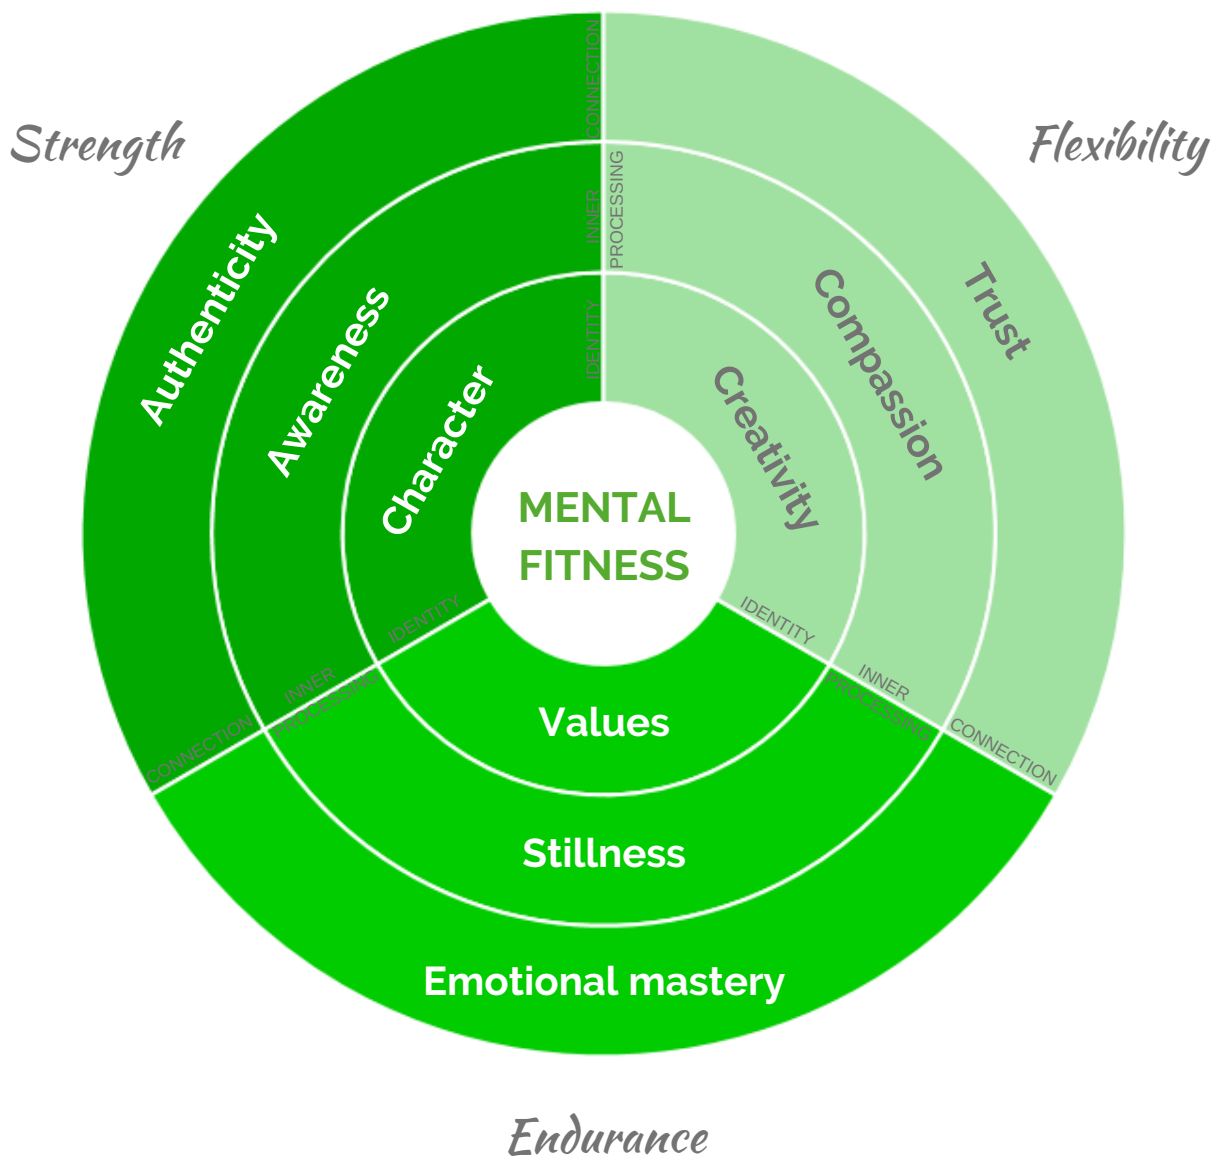 Strength
Flexibility
Endurance
MENTAL
FITNESS
Authenticity
Awareness
Character
Trust
Compassion
Creativity
Values
Stillness
Emotional mastery
CONNECTION
INNER
PROCESSING
IDENTITY
IDENTITY
INNER
PROCESSING
CONNECTION
IDENTITY
INNER
PROCESSING
CONNECTION